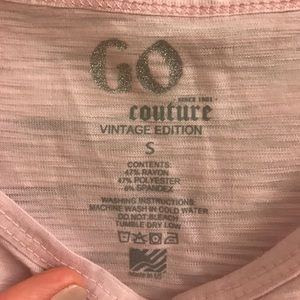 GO
SINCE 1981
couture
VINTAGE EDITION
S
CONTENTS:
47% RAYON
47% POLYESTER
6% SPANDEX
WASHING INSTRUCTIONS:
MACHINE WASH IN COLD WATER
DO NOT BLEACH
TUMBLE DRY LOW